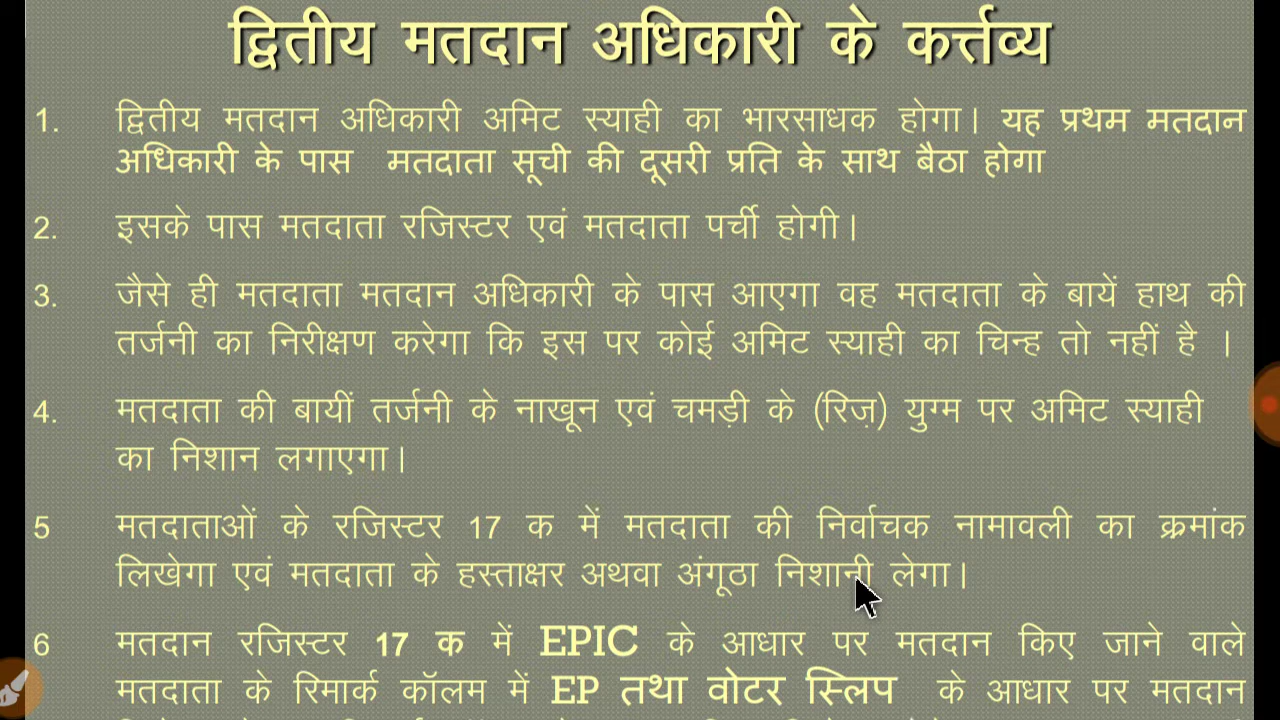 द्वितीय मतदान अधिकारी के कर्त्तव्य
1. द्वितीय मतदान अधिकारी अमिट स्याही का भारसाधक होगा। यह प्रथम मतदान
अधिकारी के पास मतदाता सूची की दूसरी प्रति के साथ बैठा होगा
2. इसके पास मतदाता रजिस्टर एवं मतदाता पर्ची होगी।
3. जैसे ही मतदाता मतदान अधिकारी के पास आएगा वह मतदाता के बायें हाथ की
तर्जनी का निरीक्षण करेगा कि इस पर कोई अमिट स्याही का चिन्ह तो नहीं है ।
4. मतदाता की बायीं तर्जनी के नाखून एवं चमड़ी के (रिज़) युग्म पर अमिट स्याही
का निशान लगाएगा।
5 मतदाताओं के रजिस्टर 17 क में मतदाता की निर्वाचक नामावली का क्रमांक
लिखेगा एवं मतदाता के हस्ताक्षर अथवा अंगूठा निशानी लेगा।
6 मतदान रजिस्टर 17 क में EPIC के आधार पर मतदान किए जाने वाले
मतदाता के रिमार्क कॉलम में EP तथा वोटर स्लिप के आधार पर मतदान